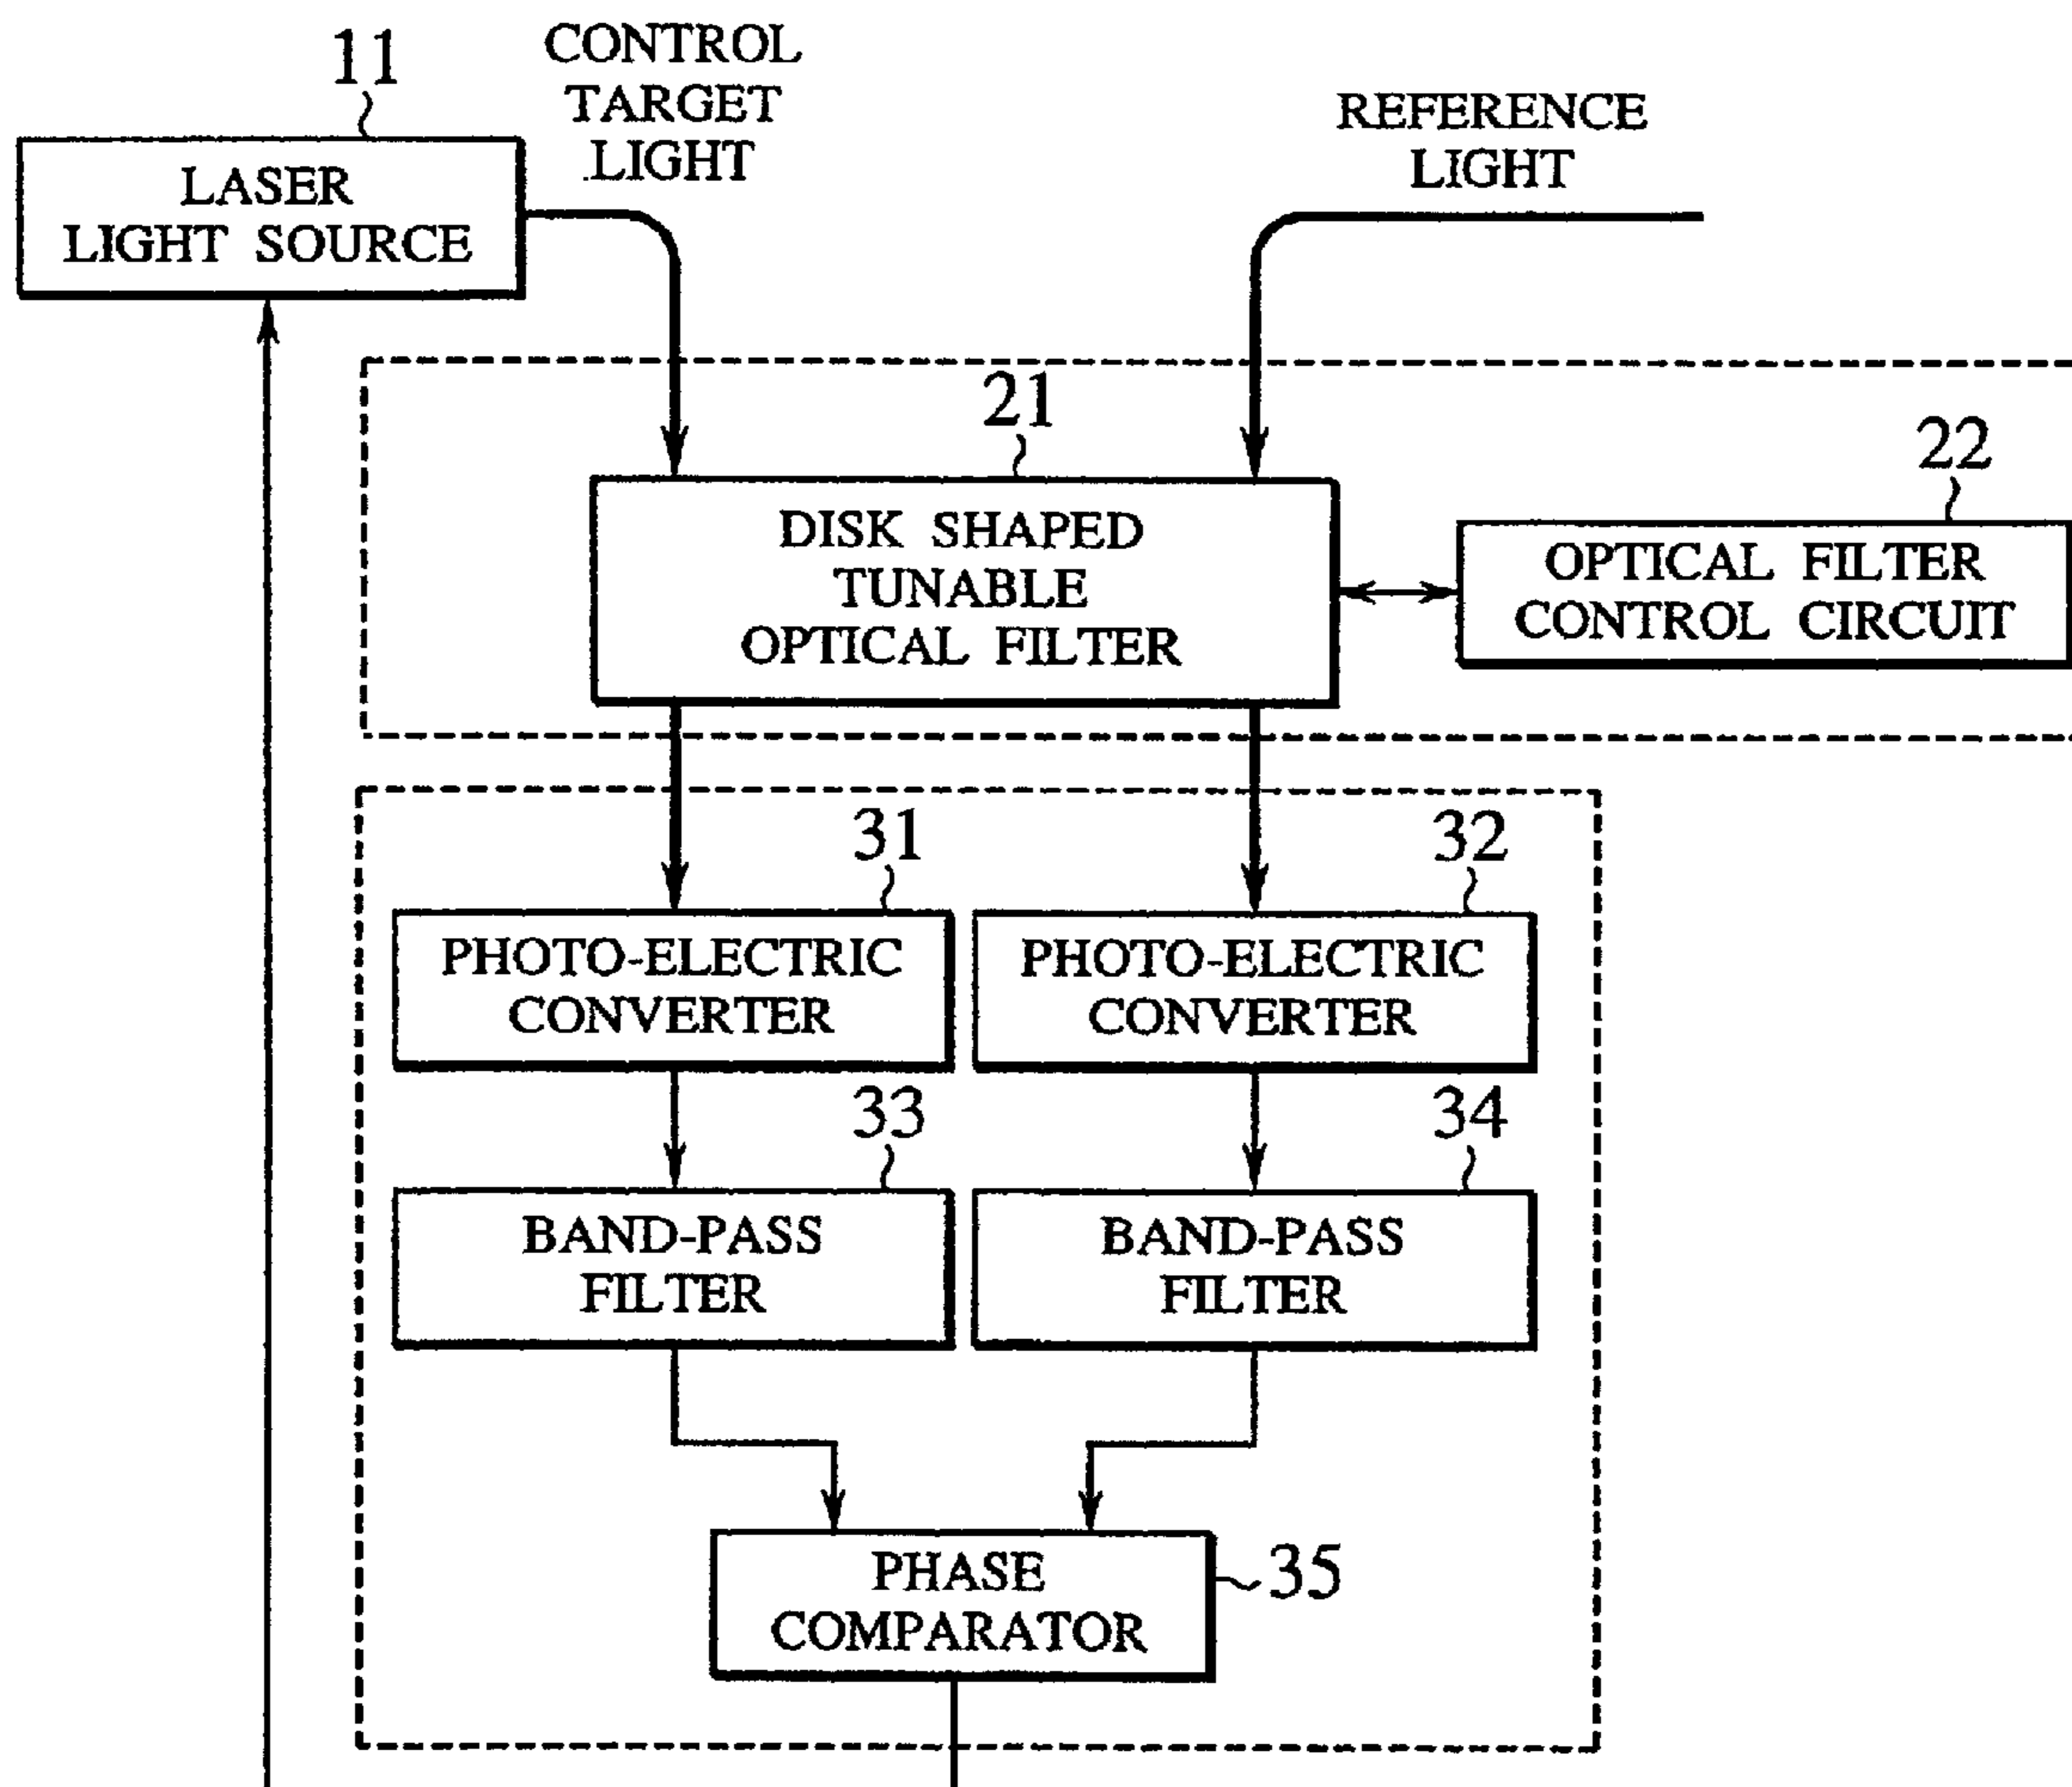 11
CONTROL
TARGET
LIGHT
REFERENCE
LIGHT
LASER
LIGHT SOURCE
21
22
DISK SHAPED
TUNABLE
OPTICAL FILTER
OPTICAL FILTER
CONTROL CIRCUIT
31
32
PHOTO-ELECTRIC
CONVERTER
PHOTO-ELECTRIC
CONVERTER
33
34
BAND-PASS
FILTER
BAND-PASS
FILTER
PHASE
COMPARATOR
35